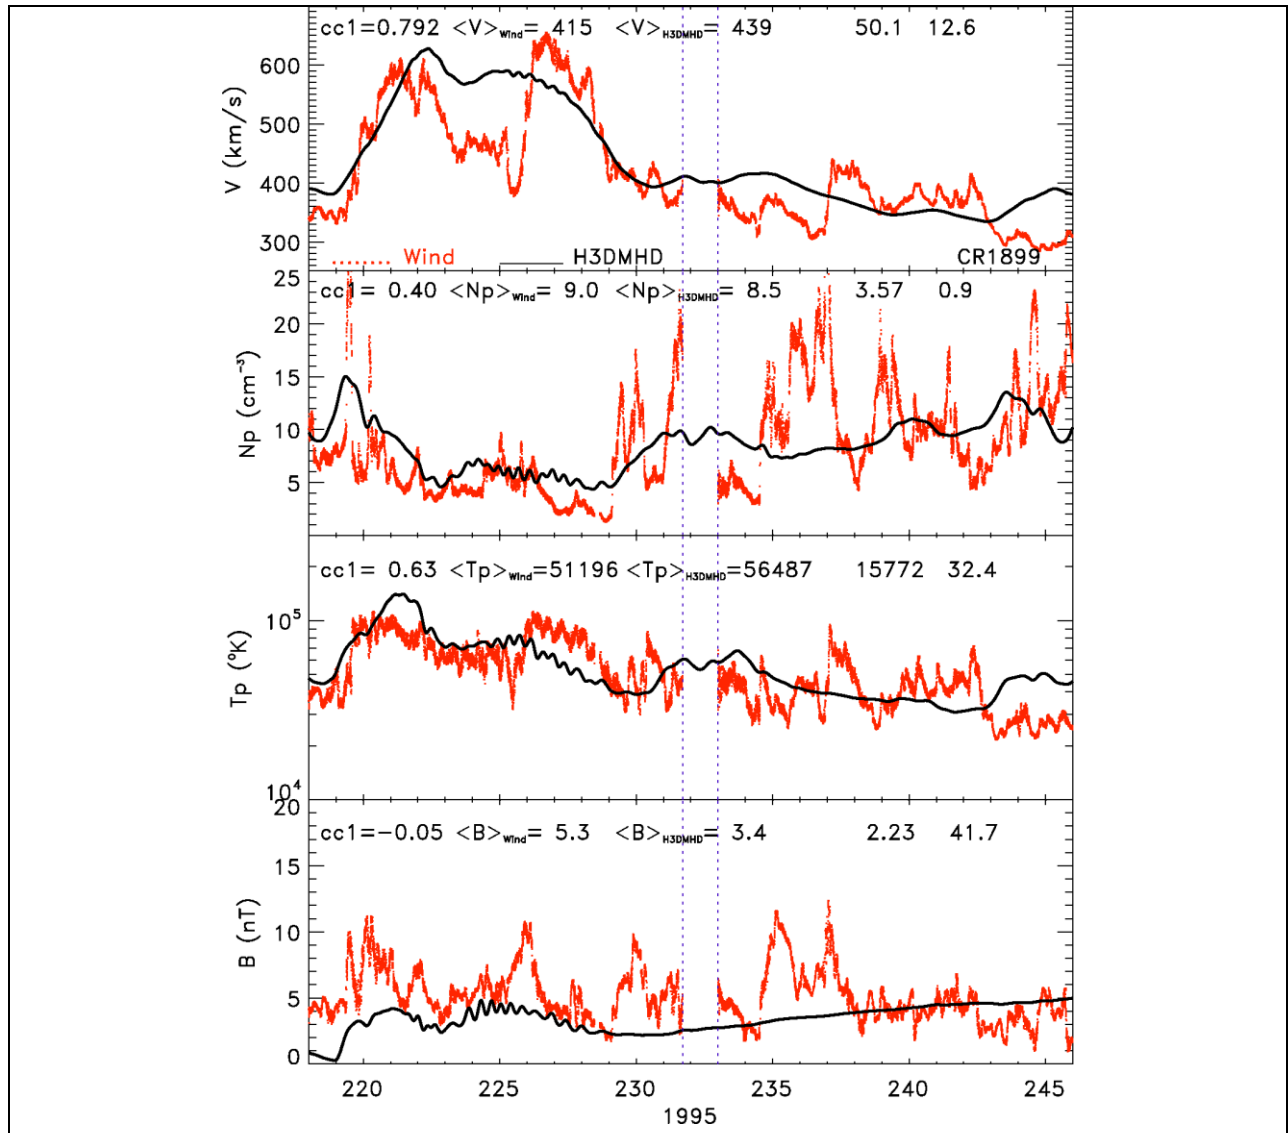 cc1=0.792 <V>Wind= 415 <V>H3DMHD= 439 50.1 12.6
600
500
400
300
V (km/s)
Wind H3DMHD CR1899
25
cc1= 0.40 <Np>Wind= 9.0 <Np>H3DMHD= 8.5 3.57 0.9
20
15
10
5
Np (cm⁻³)
cc1= 0.63 <Tp>Wind=51196 <Tp>H3DMHD=56487 15772 32.4
10⁵
10⁴
Tp (°K)
20
cc1=−0.05 <B>Wind= 5.3 <B>H3DMHD= 3.4 2.23 41.7
15
10
5
0
B (nT)
220 225 230 235 240 245
1995